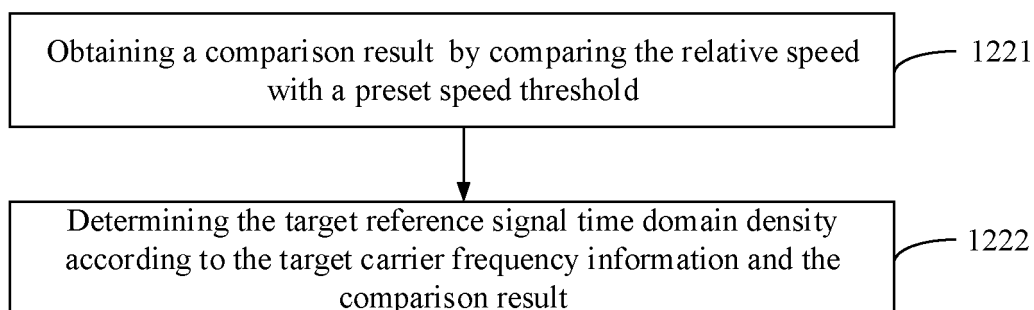 Obtaining a comparison result by comparing the relative speed
with a preset speed threshold
1221
Determining the target reference signal time domain density
according to the target carrier frequency information and the
comparison result
1222